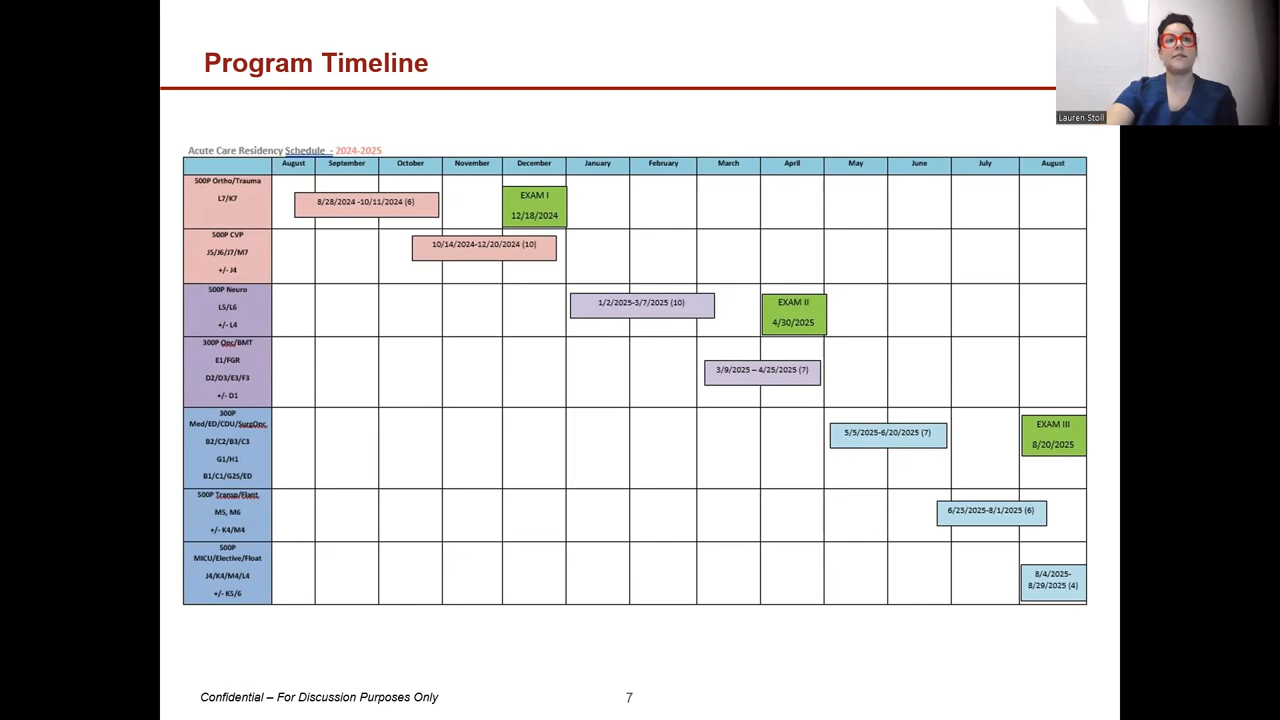 Program Timeline
Lauren Stoll
Acute Care Residency Schedule - 2024-2025
August September October November December January February March April May June July August
500P Ortho/Trauma
L7/K7
8/28/2024 -10/11/2024 (6)
EXAM I
12/18/2024
500P CVP
J5/J6/J7/M7
+/- J4
10/14/2024-12/20/2024 (10)
500P Neuro
L5/L6
+/- L4
1/2/2025-3/7/2025 (10)
EXAM II
4/30/2025
300P Onc/BMT
E1/FGR
D2/D3/E3/F3
+/- D1
3/9/2025 – 4/25/2025 (7)
300P
Med/ED/CDU/SurgOnc
B2/C2/B3/C3
G1/H1
B1/C1/G2S/ED
5/5/2025-6/20/2025 (7)
EXAM III
8/20/2025
500P Transp/Elant
M5, M6
+/- K4/M4
6/23/2025-8/1/2025 (6)
500P
MICU/Elective/Float
J4/K4/M4/L4
+/- K5/6
8/4/2025-
8/29/2025 (4)
Confidential – For Discussion Purposes Only
7